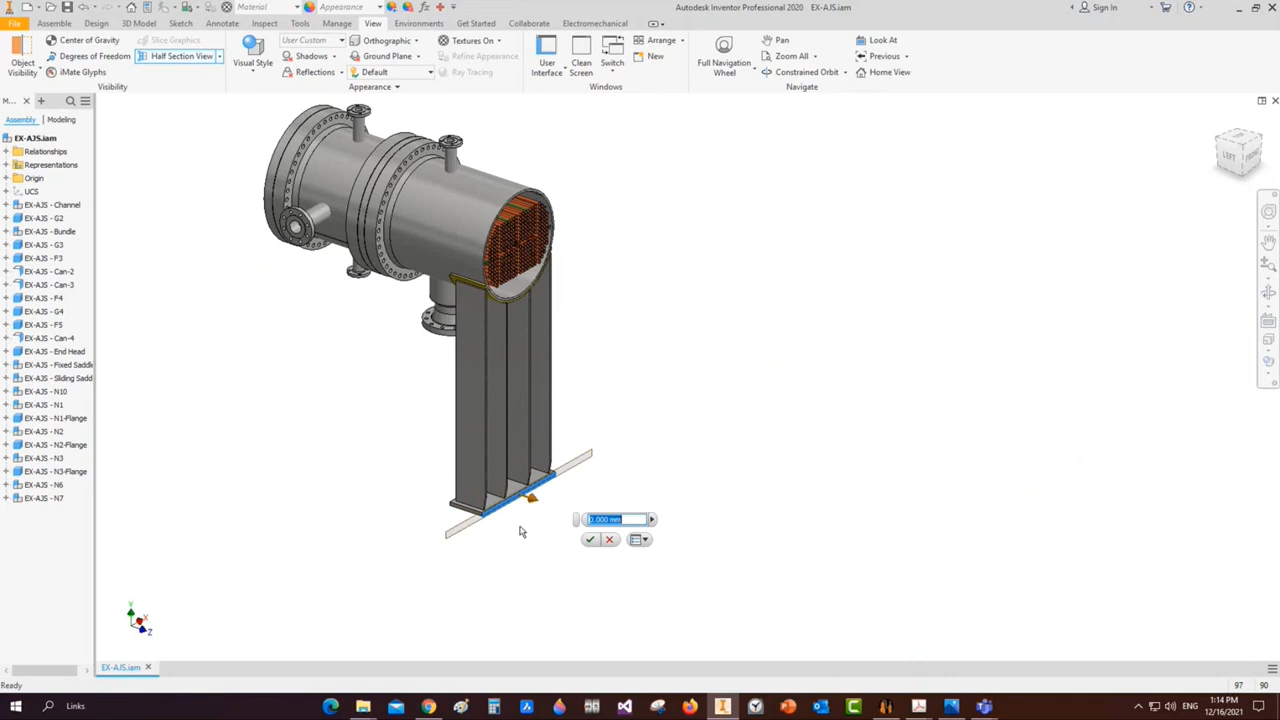 Material
Appearance
Autodesk Inventor Professional 2020 EX-AJS.iam
Sign In
File Assembly Design 3D Model Sketch Annotate Inspect Tools Manage View Environments Get Started Collaborate Electromechanical
Object
Visibility
Center of Gravity
Degrees of Freedom
iMate Glyphs
Slice Graphics
Half Section View
Visibility
Visual Style
User Custom
Shadows
Reflections
Orthographic
Ground Plane
Default
Textures On
Refine Appearance
Ray Tracing
Appearance
User
Interface
Clean
Screen
Switch
Arrange
New
Windows
Full Navigation
Wheel
Pan
Zoom All
Constrained Orbit
Look At
Previous
Home View
Navigate
M...
Assembly Modeling
EX-AJS.iam
Relationships
Representations
Origin
UCS
EX-AJS - Channel
EX-AJS - G2
EX-AJS - Bundle
EX-AJS - G3
EX-AJS - F3
EX-AJS - Can-2
EX-AJS - Can-3
EX-AJS - F4
EX-AJS - G4
EX-AJS - F5
EX-AJS - Can-4
EX-AJS - End Head
EX-AJS - Fixed Saddl
EX-AJS - Sliding Sadd
EX-AJS - N10
EX-AJS - N1
EX-AJS - N1-Flange
EX-AJS - N2
EX-AJS - N2-Flange
EX-AJS - N3
EX-AJS - N3-Flange
EX-AJS - N6
EX-AJS - N7
LEFT
FRONT
0.000 mm
Y
X
Z
EX-AJS.iam
Ready
97 90
Links
ENG
1:14 PM
12/16/2021